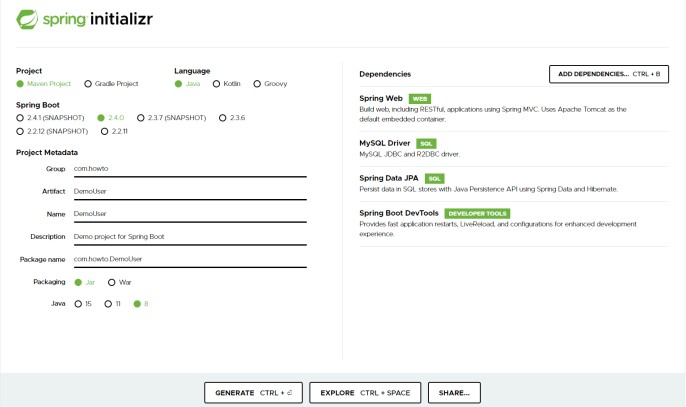 spring initializr
Project
Maven Project Gradle Project
Language
Java Kotlin Groovy
Spring Boot
2.4.1 (SNAPSHOT) 2.4.0 2.3.7 (SNAPSHOT) 2.3.6
2.2.12 (SNAPSHOT) 2.2.11
Project Metadata
Group com.howto
Artifact DemoUser
Name DemoUser
Description Demo project for Spring Boot
Package name com.howto.DemoUser
Packaging Jar War
Java 15 11 8
Dependencies
ADD DEPENDENCIES... CTRL + B
Spring Web WEB
Build web, including RESTful, applications using Spring MVC. Uses Apache Tomcat as the
default embedded container.
MySQL Driver SQL
MySQL JDBC and R2DBC driver.
Spring Data JPA SQL
Persist data in SQL stores with Java Persistence API using Spring Data and Hibernate.
Spring Boot DevTools DEVELOPER TOOLS
Provides fast application restarts, LiveReload, and configurations for enhanced development
experience.
GENERATE CTRL + ⏎
EXPLORE CTRL + SPACE
SHARE...